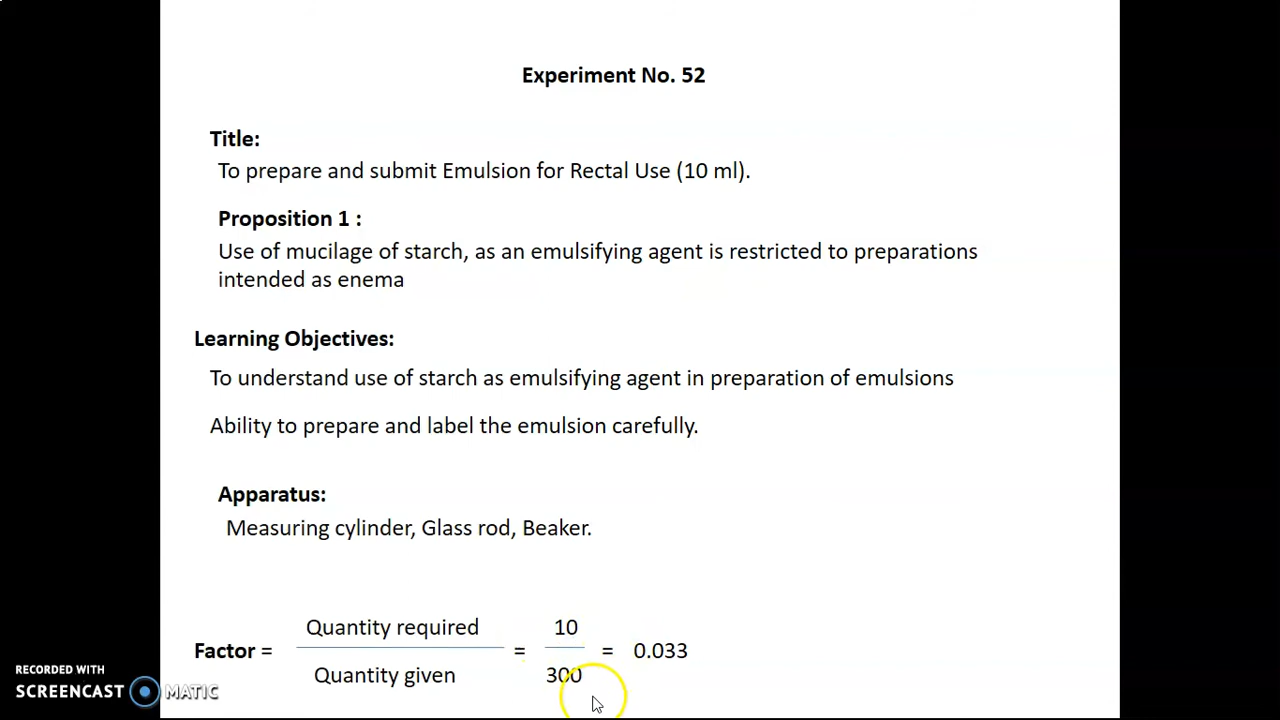 Experiment No. 52
Title:
To prepare and submit Emulsion for Rectal Use (10 ml).
Proposition 1 :
Use of mucilage of starch, as an emulsifying agent is restricted to preparations
intended as enema
Learning Objectives:
To understand use of starch as emulsifying agent in preparation of emulsions
Ability to prepare and label the emulsion carefully.
Apparatus:
Measuring cylinder, Glass rod, Beaker.
Quantity required 10
Factor = = = 0.033
Quantity given 300
RECORDED WITH
SCREENCAST MATIC